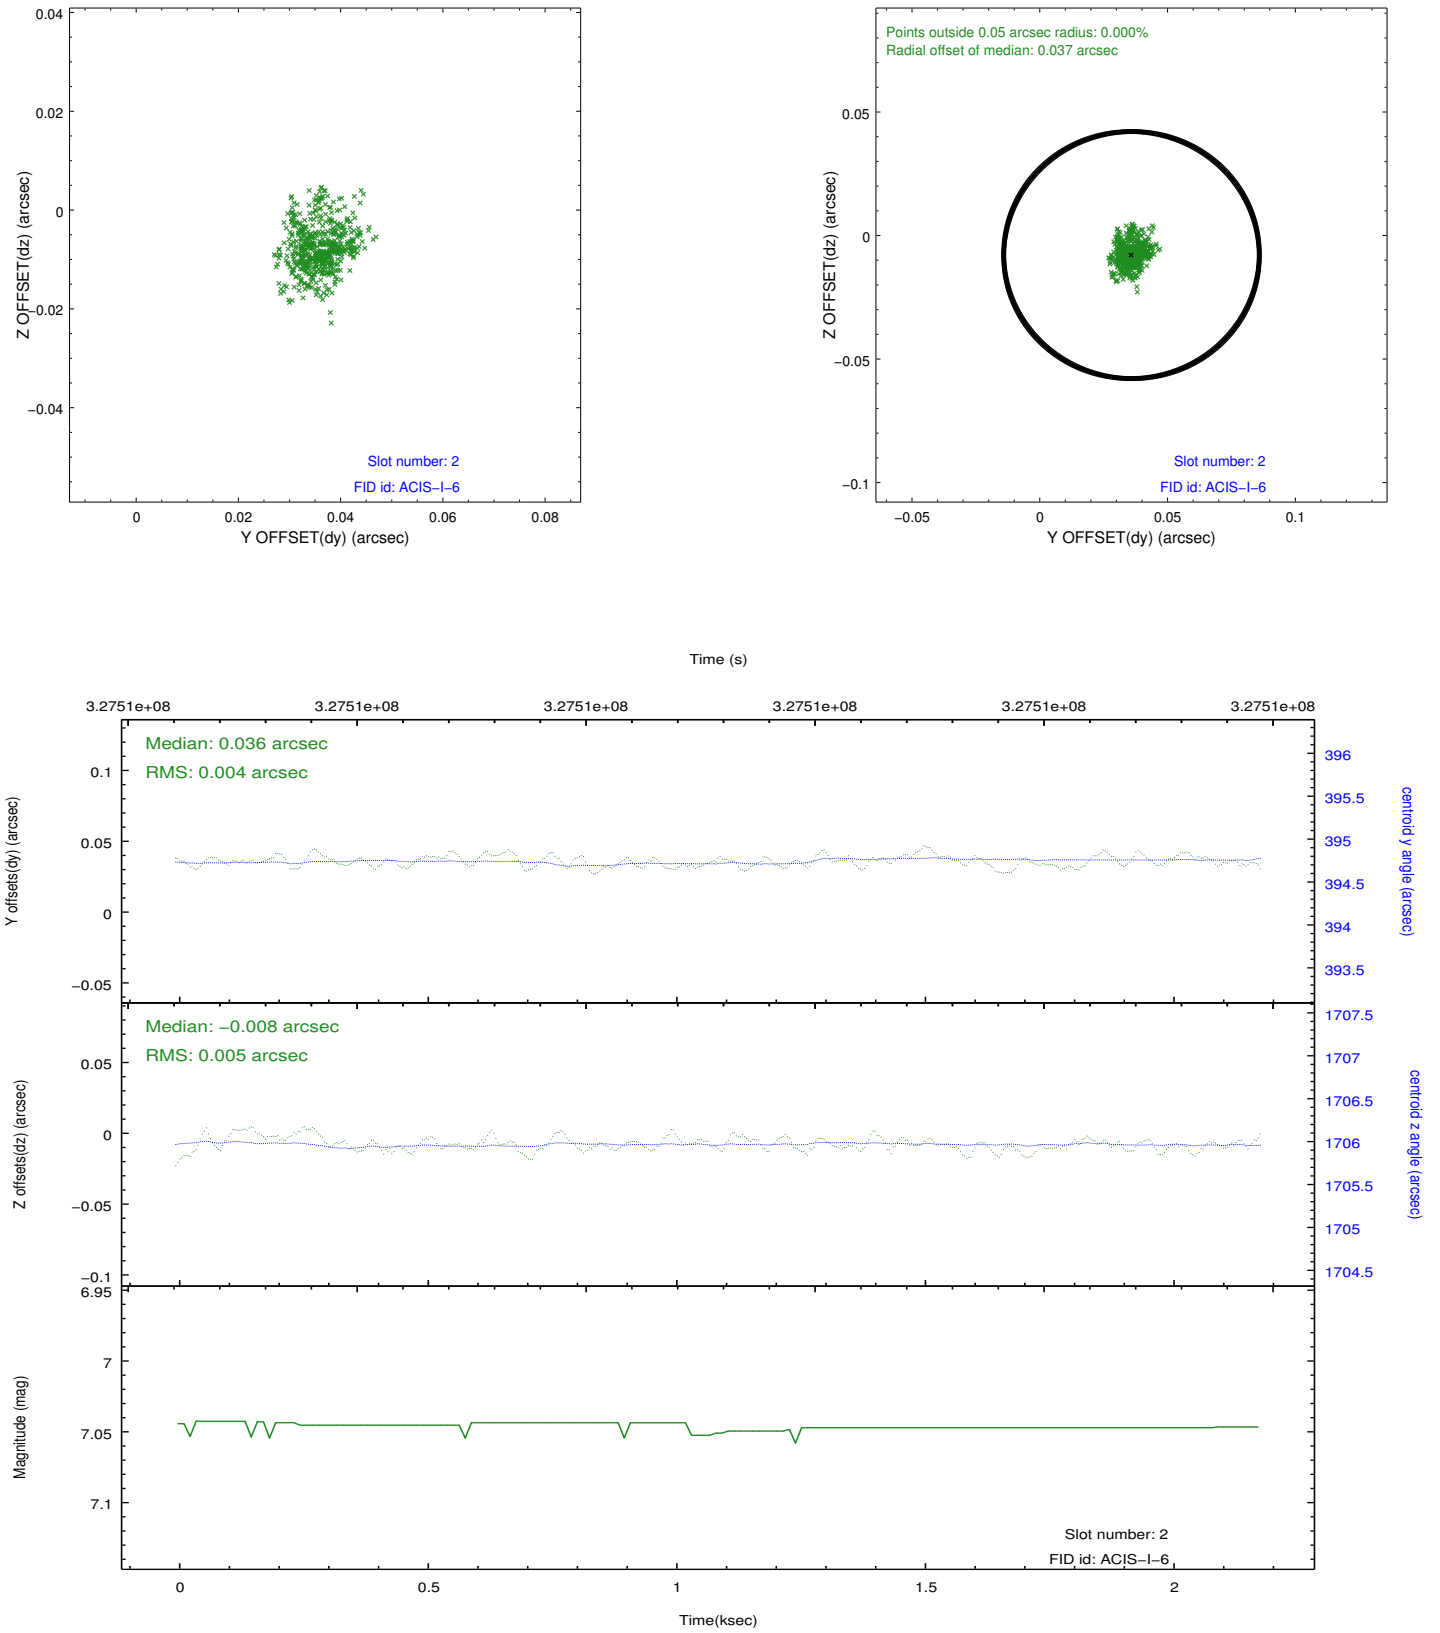 0.04
0.02
0
−0.02
−0.04
Z OFFSET(dz) (arcsec)
Slot number: 2
FID id: ACIS−I−6
0 0.02 0.04 0.06 0.08
Y OFFSET(dy) (arcsec)
Points outside 0.05 arcsec radius: 0.000%
Radial offset of median: 0.037 arcsec
0.05
0
−0.05
−0.1
Z OFFSET(dz) (arcsec)
Slot number: 2
FID id: ACIS−I−6
−0.05 0 0.05 0.1
Y OFFSET(dy) (arcsec)
Time (s)
3.2751e+08 3.2751e+08 3.2751e+08 3.2751e+08 3.2751e+08 3.2751e+08
Median: 0.036 arcsec
RMS: 0.004 arcsec
0.1
0.05
0
−0.05
Y offsets(dy) (arcsec)
396
395.5
395
394.5
394
393.5
centroid y angle (arcsec)
Median: −0.008 arcsec
RMS: 0.005 arcsec
0.05
0
−0.05
−0.1
Z offsets(dz) (arcsec)
1707.5
1707
1706.5
1706
1705.5
1705
1704.5
centroid z angle (arcsec)
6.95
7
7.05
7.1
Magnitude (mag)
Slot number: 2
FID id: ACIS−I−6
0 0.5 1 1.5 2
Time(ksec)